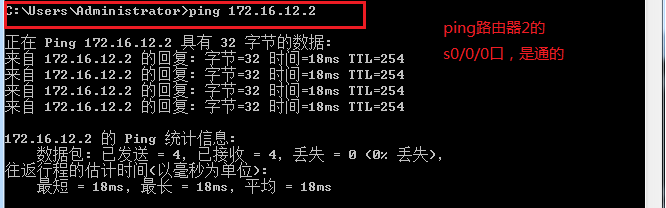 C:\Users\Administrator>ping 172.16.12.2
ping路由器2的
s0/0/0口，是通的
正在 Ping 172.16.12.2 具有 32 字节的数据:
来自 172.16.12.2 的回复: 字节=32 时间=18ms TTL=254
来自 172.16.12.2 的回复: 字节=32 时间=18ms TTL=254
来自 172.16.12.2 的回复: 字节=32 时间=18ms TTL=254
来自 172.16.12.2 的回复: 字节=32 时间=18ms TTL=254
172.16.12.2 的 Ping 统计信息:
数据包: 已发送 = 4，已接收 = 4，丢失 = 0 (0% 丢失)，
往返行程的估计时间(以毫秒为单位):
最短 = 18ms，最长 = 18ms，平均 = 18ms